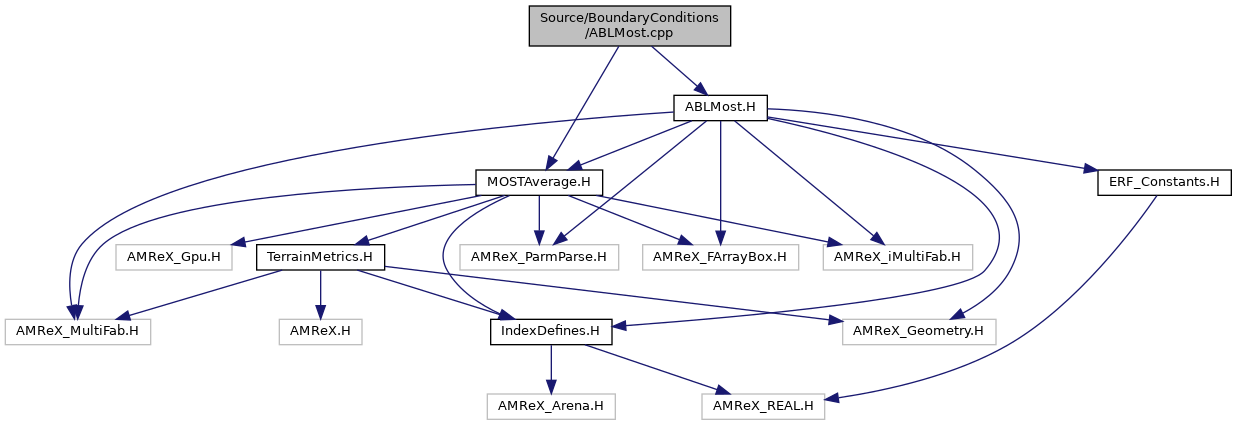 Source/BoundaryConditions
/ABLMost.cpp
ABLMost.H
MOSTAverage.H
ERF_Constants.H
AMReX_Gpu.H
TerrainMetrics.H
AMReX_ParmParse.H
AMReX_FArrayBox.H
AMReX_iMultiFab.H
AMReX_MultiFab.H
AMReX.H
IndexDefines.H
AMReX_Geometry.H
AMReX_Arena.H
AMReX_REAL.H